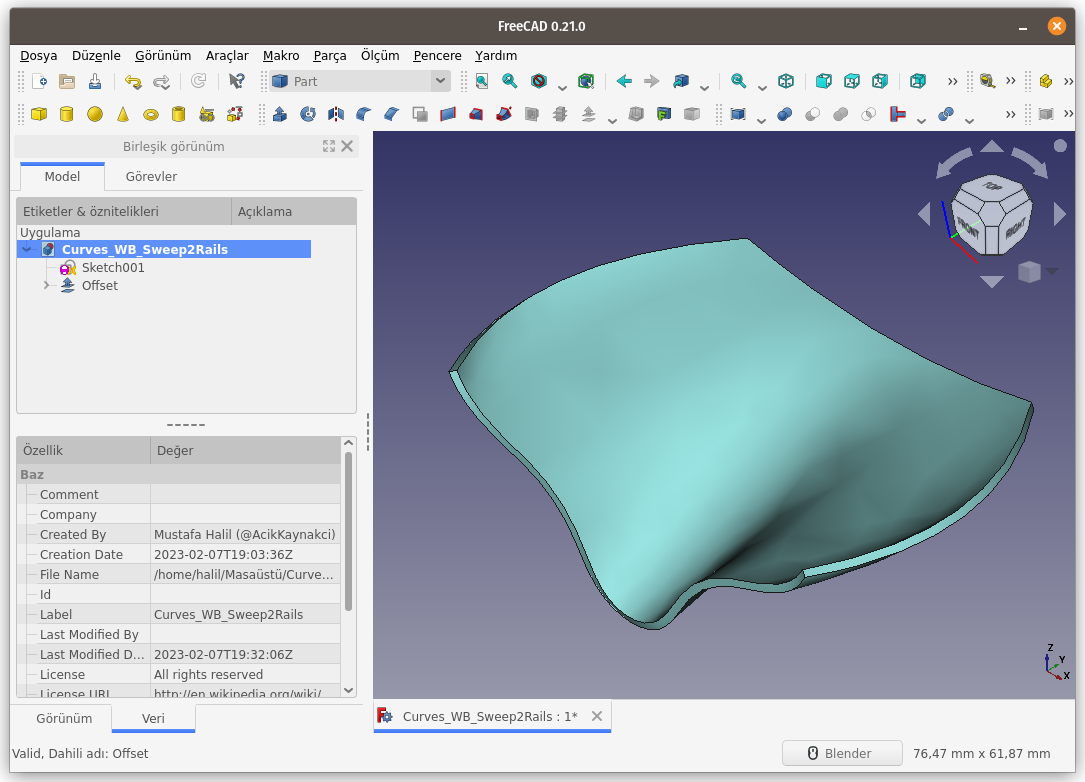 FreeCAD 0.21.0
Dosya Düzenle Görünüm Araçlar Makro Parça Ölçüm Pencere Yardım
Part
Birleşik görünüm
Model Görevler
Etiketler & öznitelikleri Açıklama
Uygulama
Curves_WB_Sweep2Rails
Sketch001
Offset
TOP
FRONT RIGHT
Özellik Değer
Baz
Comment
Company
Created By Mustafa Halil (@AcikKaynakci)
Creation Date 2023-02-07T19:03:36Z
File Name /home/halil/Masaüstü/Curve...
Id
Label Curves_WB_Sweep2Rails
Last Modified By
Last Modified D... 2023-02-07T19:32:06Z
License All rights reserved
License URL http://en.wikipedia.org/wiki/
Z
Y
X
Görünüm Veri
Curves_WB_Sweep2Rails : 1*
Valid, Dahili adı: Offset
Blender 76,47 mm x 61,87 mm